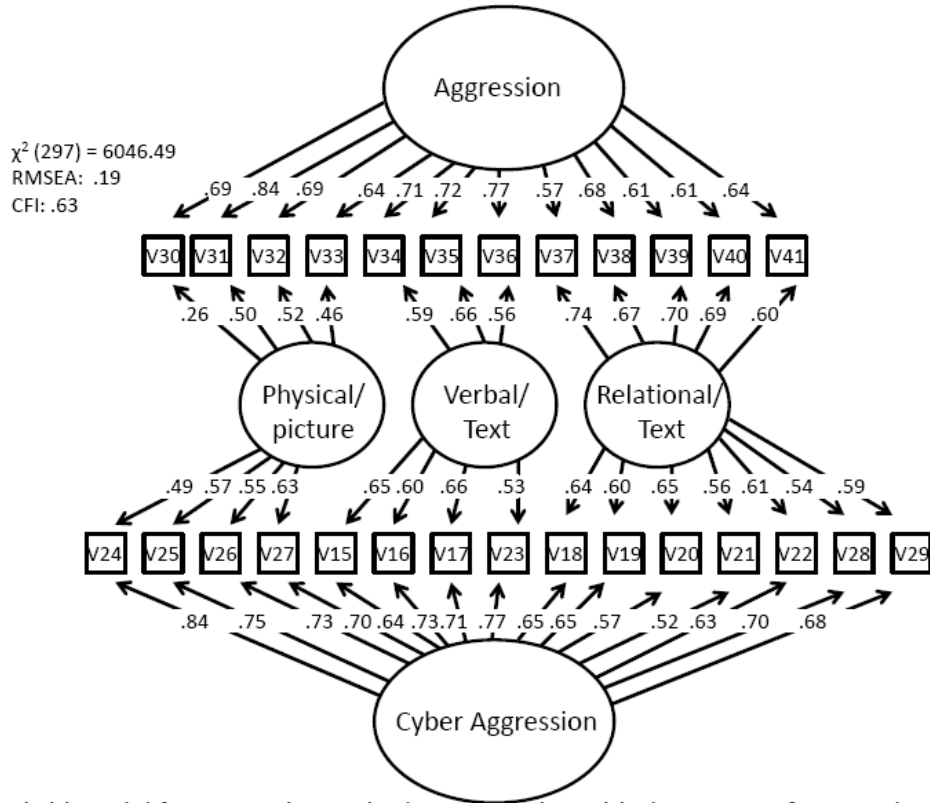 Aggression
χ² (297) = 6046.49
RMSEA: .19
CFI: .63
.69 .84 .69 .64 .71 .72 .77 .57 .68 .61 .61 .64
V30 V31 V32 V33 V34 V35 V36 V37 V38 V39 V40 V41
.26 .50 .52 .46 .59 .66 .56 .74 .67 .70 .69 .60
Physical/ Verbal/ Relational/
picture Text Text
.49 .57 .55 .63 .65 .60 .66 .53 .64 .60 .65 .56 .61 .54 .59
V24 V25 V26 V27 V15 V16 V17 V23 V18 V19 V20 V21 V22 V28 V29
.84 .75 .73 .70 .64 .73 .71 .77 .65 .65 .57 .52 .63 .70 .68
Cyber Aggression